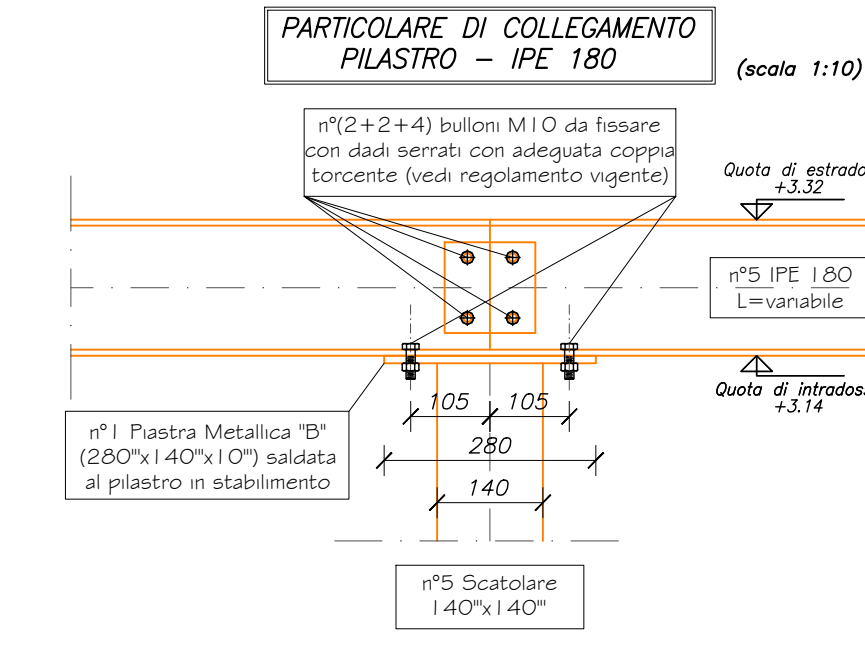 PARTICOLARE DI COLLEGAMENTO
PILASTRO – IPE 180
(scala 1:10)
n°(2+2+4) bulloni M10 da fissare
con dadi serrati con adeguata coppia
torcente (vedi regolamento vigente)
Quota di estrado
+3.32
n°5 IPE 180
L=variabile
Quota di intradoss
+3.14
105 105
280
140
n°1 Piastra Metallica "B"
(280'"x140'"x10'") saldata
al pilastro in stabilimento
n°5 Scatolare
140'"x140'"